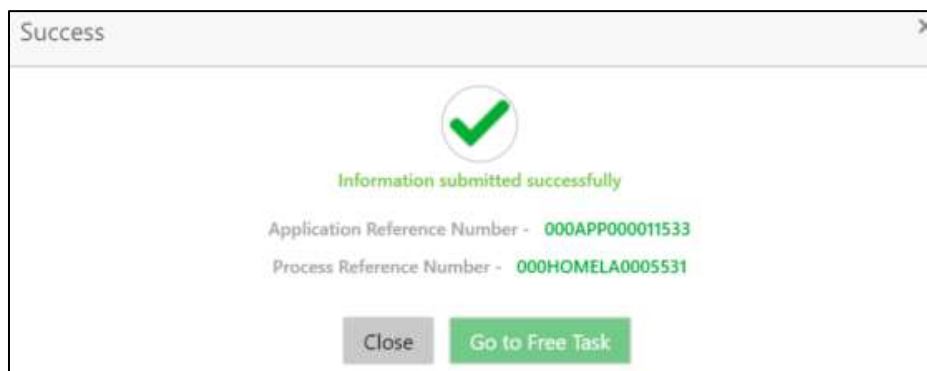 Success
Information submitted successfully
Application Reference Number - 000APP000011533
Process Reference Number - 000HOMELA0005531
Close Go to Free Task